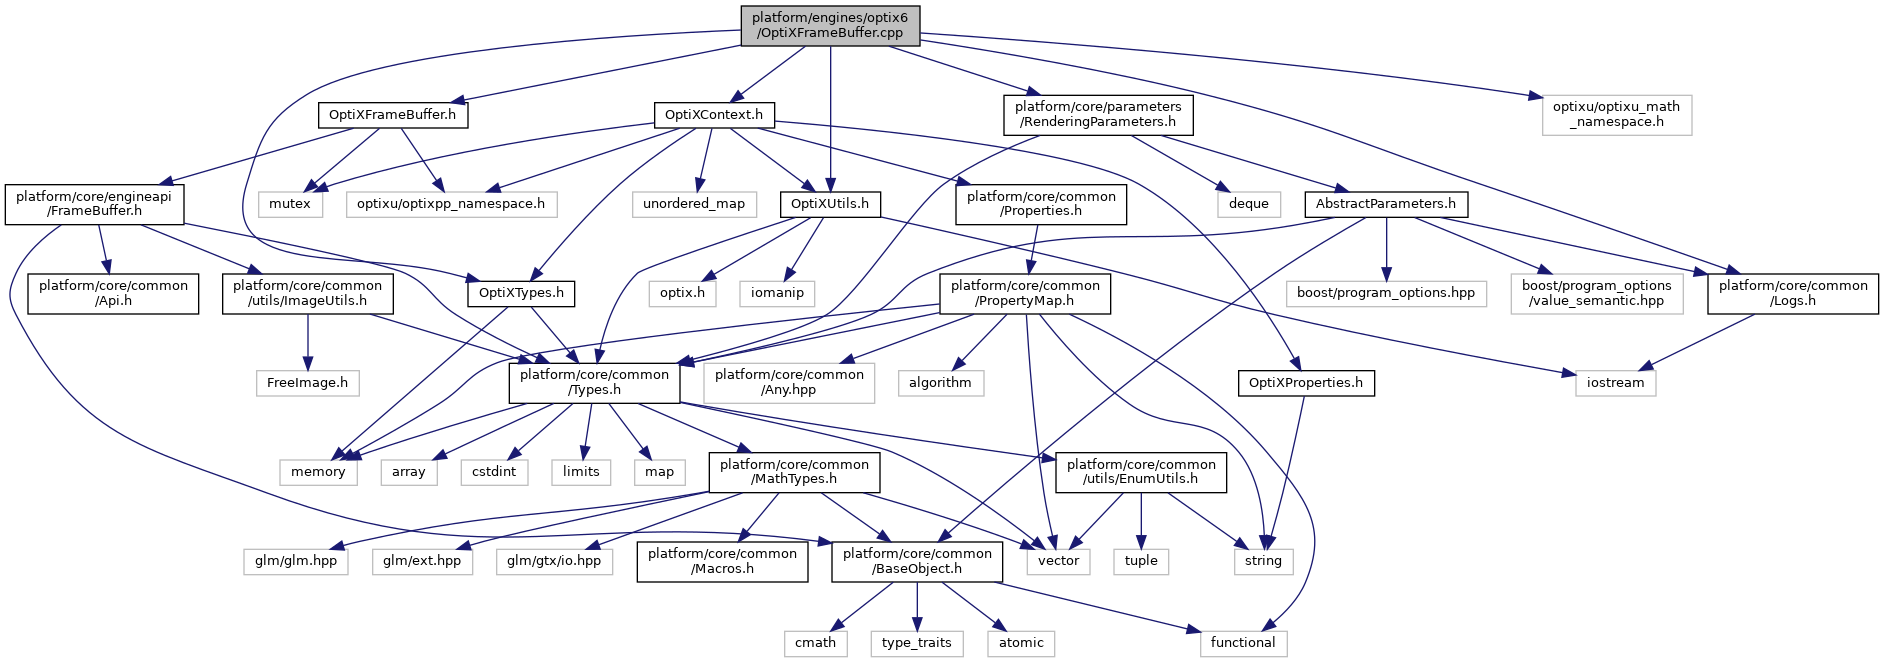 platform/engines/optix6
/OptiXFrameBuffer.cpp
OptiXFrameBuffer.h
OptiXContext.h
platform/core/parameters
/RenderingParameters.h
optixu/optixu_math
_namespace.h
platform/core/engineapi
/FrameBuffer.h
mutex
optixu/optixpp_namespace.h
unordered_map
OptiXUtils.h
platform/core/common
/Properties.h
deque
AbstractParameters.h
platform/core/common
/Api.h
platform/core/common
/utils/ImageUtils.h
OptiXTypes.h
optix.h
iomanip
platform/core/common
/PropertyMap.h
boost/program_options.hpp
boost/program_options
/value_semantic.hpp
platform/core/common
/Logs.h
FreeImage.h
platform/core/common
/Types.h
platform/core/common
/Any.hpp
algorithm
OptiXProperties.h
iostream
memory
array
cstdint
limits
map
platform/core/common
/MathTypes.h
platform/core/common
/utils/EnumUtils.h
glm/glm.hpp
glm/ext.hpp
glm/gtx/io.hpp
platform/core/common
/Macros.h
platform/core/common
/BaseObject.h
vector
tuple
string
cmath
type_traits
atomic
functional